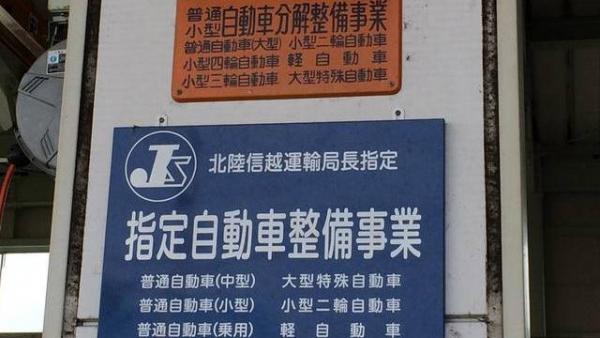 普通
小型 自動車分解整備事業
普通自動車(大型) 小型二輪自動車
小型四輪自動車 軽自動車
小型三輪自動車 大型特殊自動車
JS 北陸信越運輸局長指定
指定自動車整備事業
普通自動車(中型) 大型特殊自動車
普通自動車(小型) 小型二輪自動車
普通自動車(乗用) 軽自動車